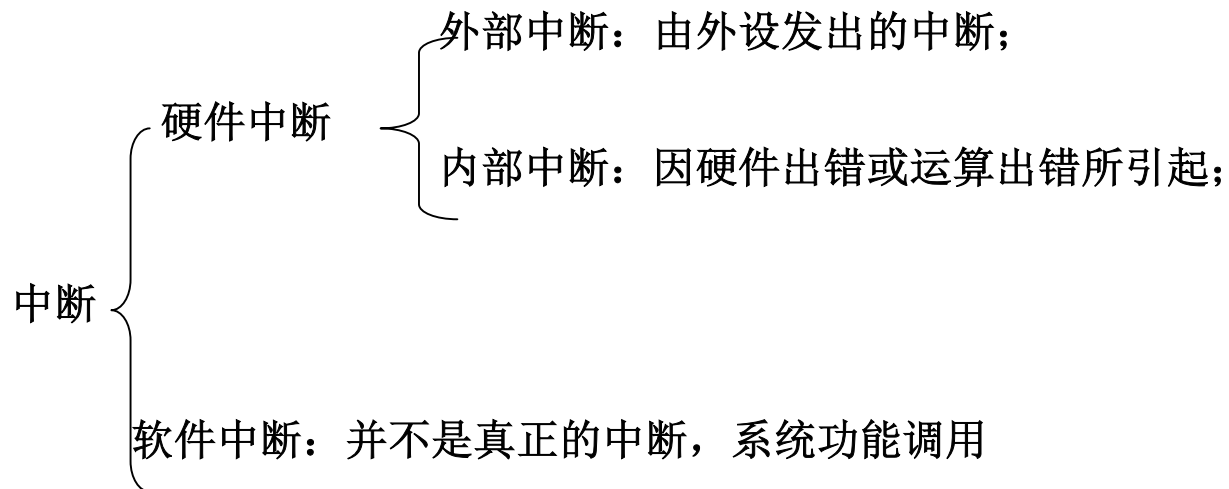 外部中断：由外设发出的中断；
硬件中断
内部中断：因硬件出错或运算出错所引起；
中断
软件中断：并不是真正的中断，系统功能调用